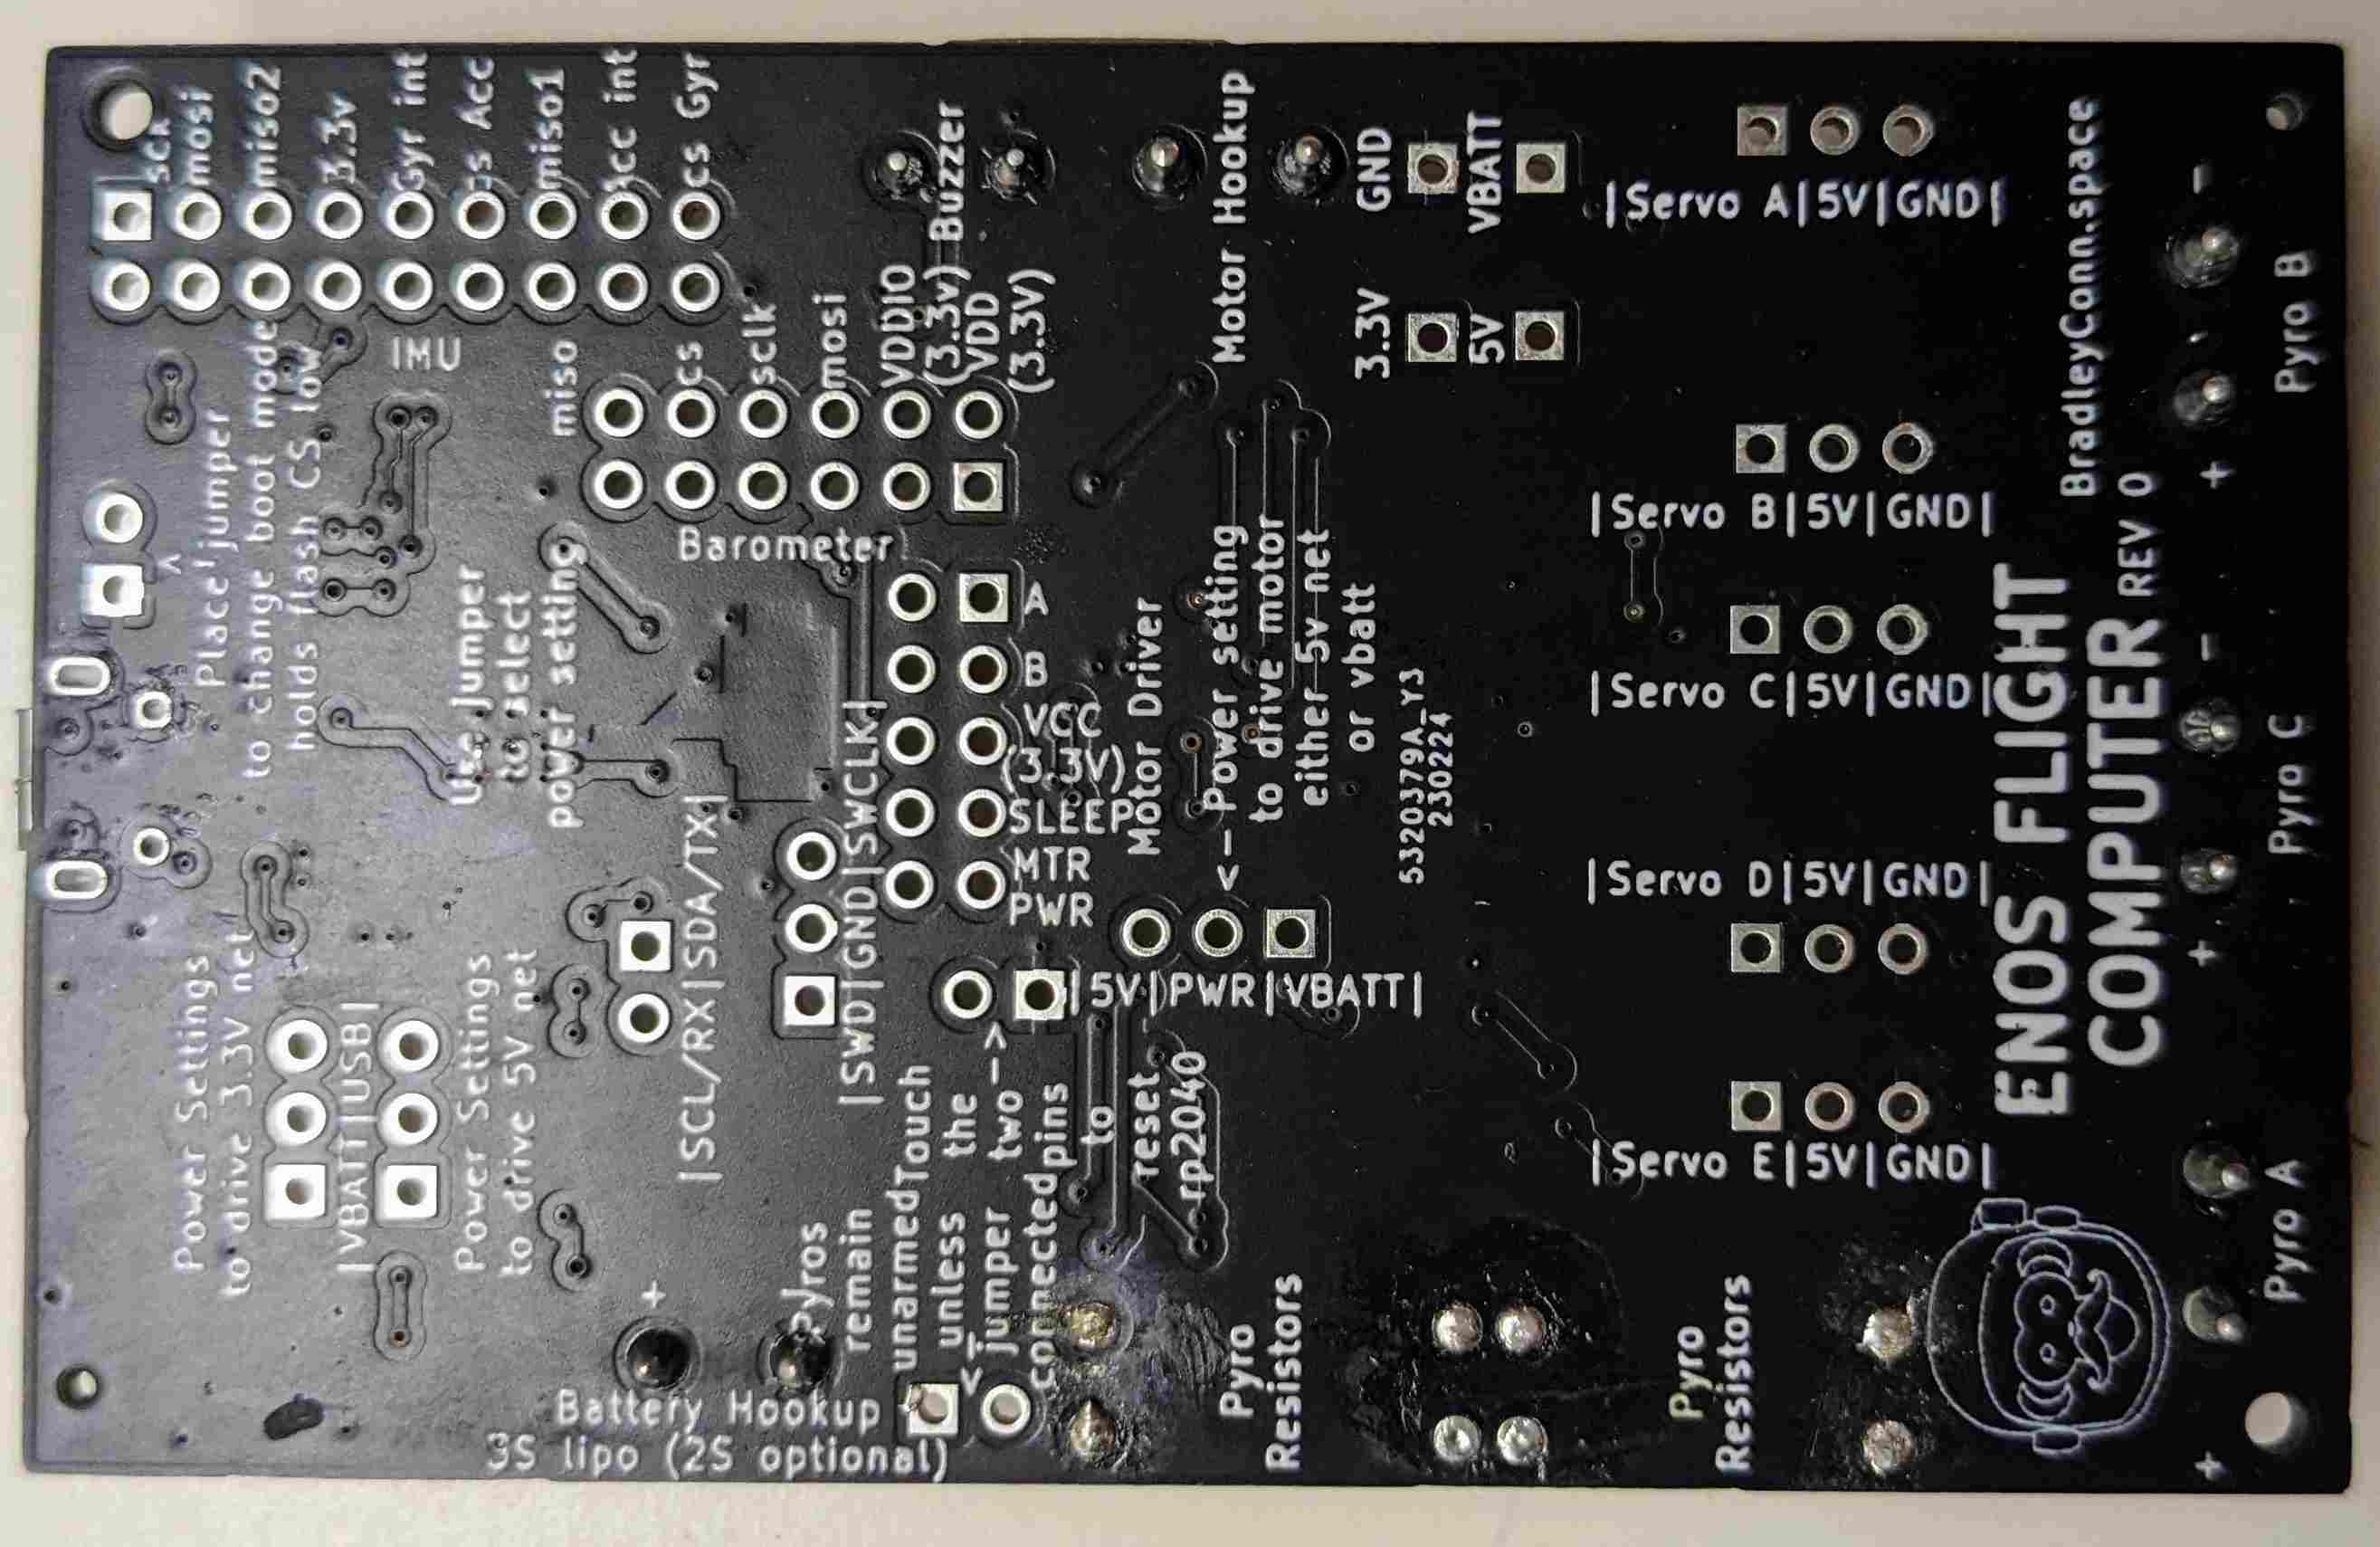 sck
mosi
miso2
3.3v
Gyr int
cs Acc
miso1
Acc int
cs Gyr
IMU
Buzzer
Motor Hookup
GND
VBATT
3.3V
5V
|Servo A|5V|GND|
BradleyConn.space
-
Pyro B
+
^
Place jumper
to change boot mode
holds flash CS low
miso
cs
sclk
mosi
VDDIO
(3.3v)
VDD
(3.3V)
Barometer
|Servo B|5V|GND|
Use jumper
to select
power setting
A
B
VCC
(3.3V)
SLEEP
MTR
PWR
Motor Driver
<-- Power setting
to drive motor
either 5v net
or vbatt
5320379A_Y3
230224
|Servo C|5V|GND|
|Servo D|5V|GND|
ENOS FLIGHT
COMPUTER REV 0
-
Pyro C
+
Power Settings
to drive 3.3V net
|VBATT|USB|
Power Settings
to drive 5V net
|SCL/RX|SDA/TX|
|SWD|GND|SWCLK|
|5V|PWR|VBATT|
Touch
the
two -->
pins
to
reset
rp2040
|Servo E|5V|GND|
+
Battery Hookup
3S lipo (2S optional)
Pyros
remain
unarmed
unless
<- jumper
connected
Pyro
Resistors
Pyro
Resistors
Pyro A
+